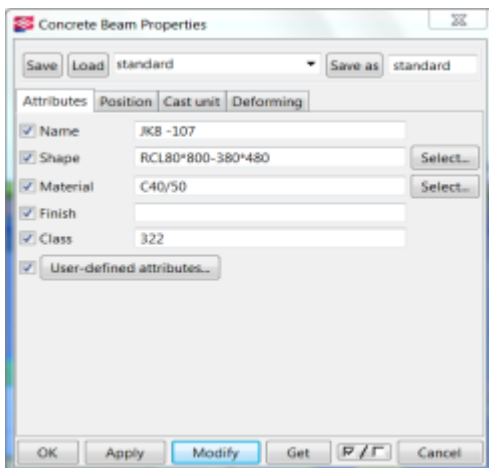 Concrete Beam Properties
Save Load standard Save as standard
Attributes Position Cast unit Deforming
Name JKB -107
Shape RCL80*800-380*480 Select...
Material C40/50 Select...
Finish
Class 322
User-defined attributes...
OK Apply Modify Get / Cancel